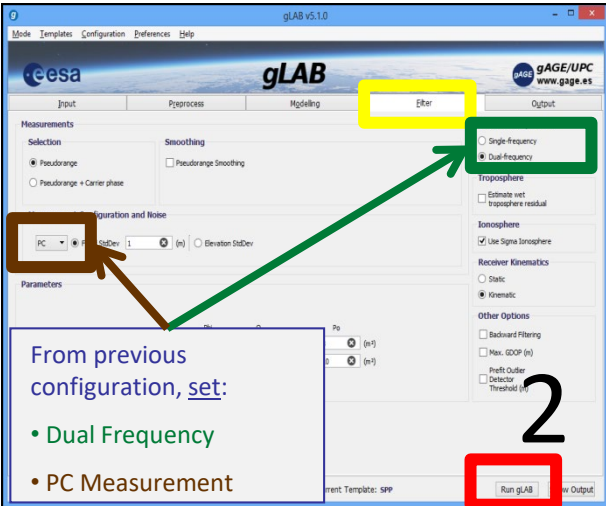 gLAB v5.1.0
Mode Templates Configuration Preferences Help
esa
gLAB
gAGE
gAGE/UPC
www.gage.es
Input Preprocess Modeling Filter Output
Measurements
Selection
Smoothing
Pseudorange
Pseudorange Smoothing
Pseudorange + Carrier phase
Single-frequency
Dual-frequency
Troposphere
Estimate wet
troposphere residual
and Noise
PC StdDev 1 (m) Elevation StdDev
Ionosphere
Use Sigma Ionosphere
Receiver Kinematics
Static
Kinematic
Parameters
Po
(m²)
(m²)
Other Options
Backward Filtering
Max. GDOP (m)
Prefit Outlier
Detector
Threshold (m)
From previous
configuration, set:
• Dual Frequency
• PC Measurement
2
Template: SPP
Run gLAB Output